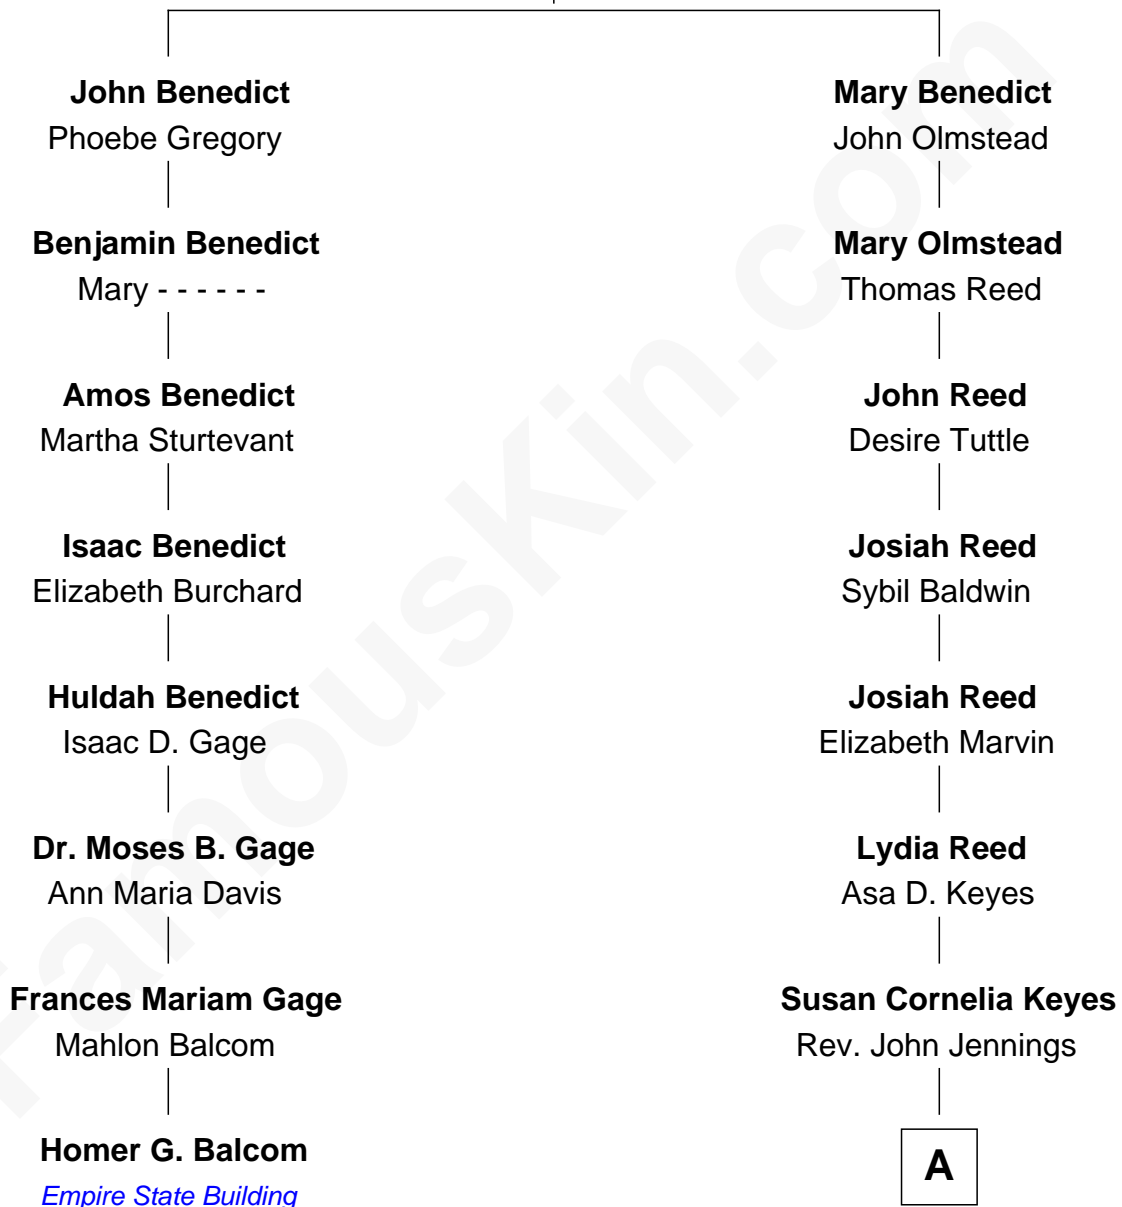 John Benedict
Phoebe Gregory
Benjamin Benedict
Mary - - - - - -
Amos Benedict
Martha Sturtevant
Isaac Benedict
Elizabeth Burchard
Huldah Benedict
Isaac D. Gage
Dr. Moses B. Gage
Ann Maria Davis
Frances Mariam Gage
Mahlon Balcom
Homer G. Balcom
Empire State Building
Mary Benedict
John Olmstead
Mary Olmstead
Thomas Reed
John Reed
Desire Tuttle
Josiah Reed
Sybil Baldwin
Josiah Reed
Elizabeth Marvin
Lydia Reed
Asa D. Keyes
Susan Cornelia Keyes
Rev. John Jennings
A
FamousKin.com